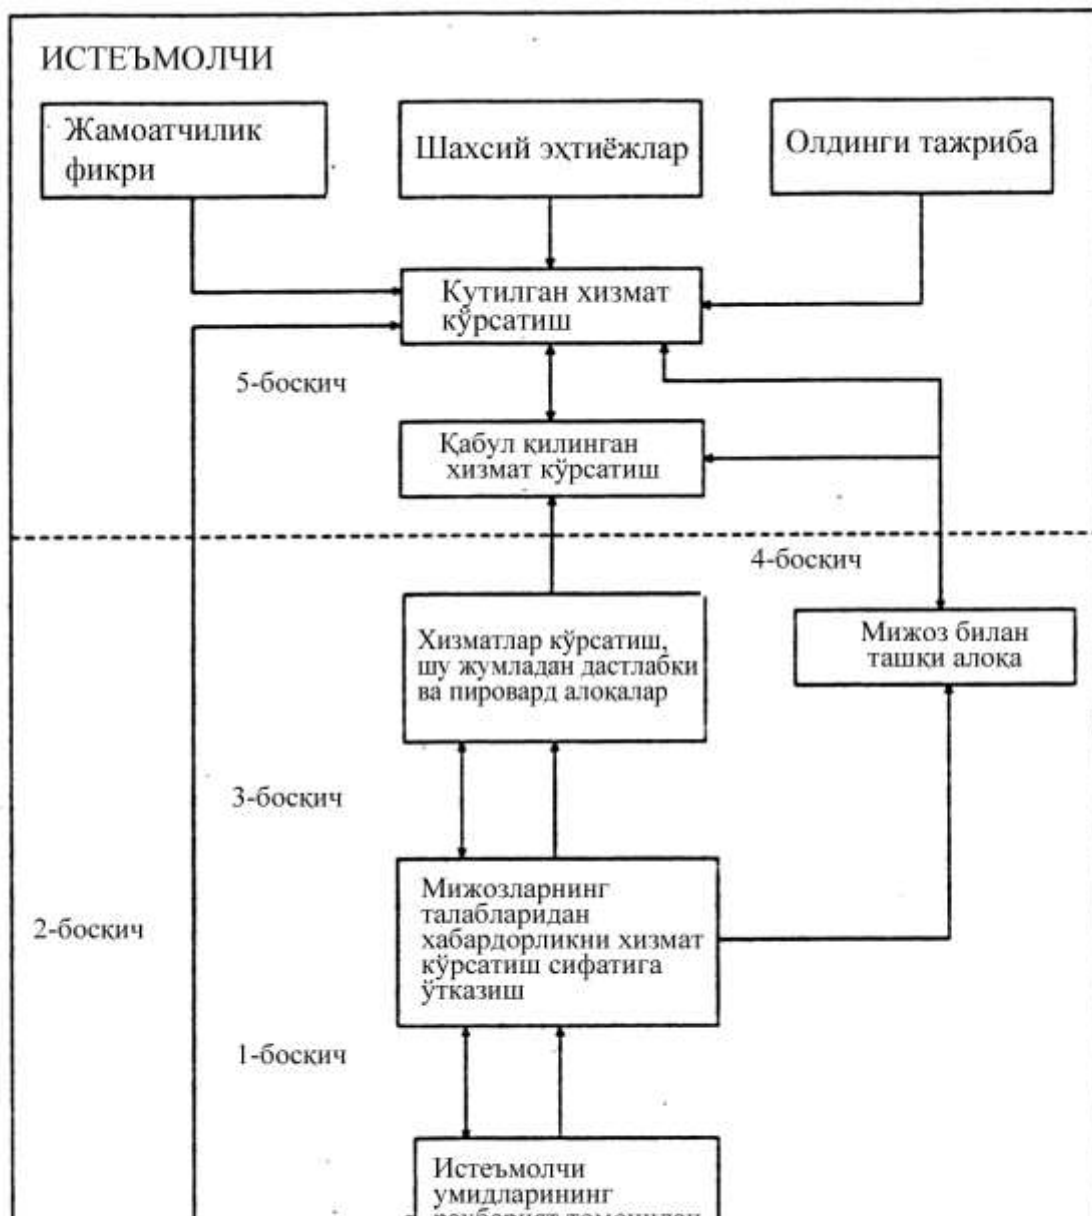 ИСТЕЪМОЛЧИ
Жамоатчилик
фикри
Шахсий эҳтиёжлар
Олдинги тажриба
Кутилган хизмат
кўрсатиш
5-босқич
Қабул қилинган
хизмат кўрсатиш
4-босқич
Хизматлар кўрсатиш,
шу жумладан дастлабки
ва пировард алоқалар
Мижоз билан
ташқи алоқа
3-босқич
2-босқич
Мижозларнинг
талабларидан
хабардорликни хизмат
кўрсатиш сифатига
ўтказиш
1-босқич
Истеъмолчи
умидларининг